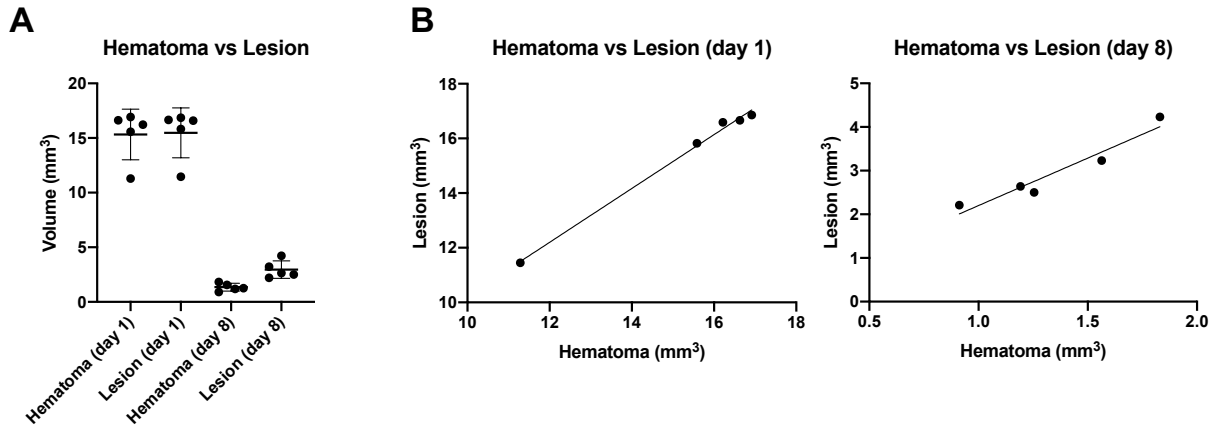 A
Hematoma vs Lesion
Volume (mm³)
20
15
10
5
0
Hematoma (day 1)
Lesion (day 1)
Hematoma (day 8)
Lesion (day 8)
B
Hematoma vs Lesion (day 1)
Lesion (mm³)
18
16
14
12
10
10 12 14 16 18
Hematoma (mm³)
Hematoma vs Lesion (day 8)
Lesion (mm³)
5
4
3
2
1
0
0.5 1.0 1.5 2.0
Hematoma (mm³)